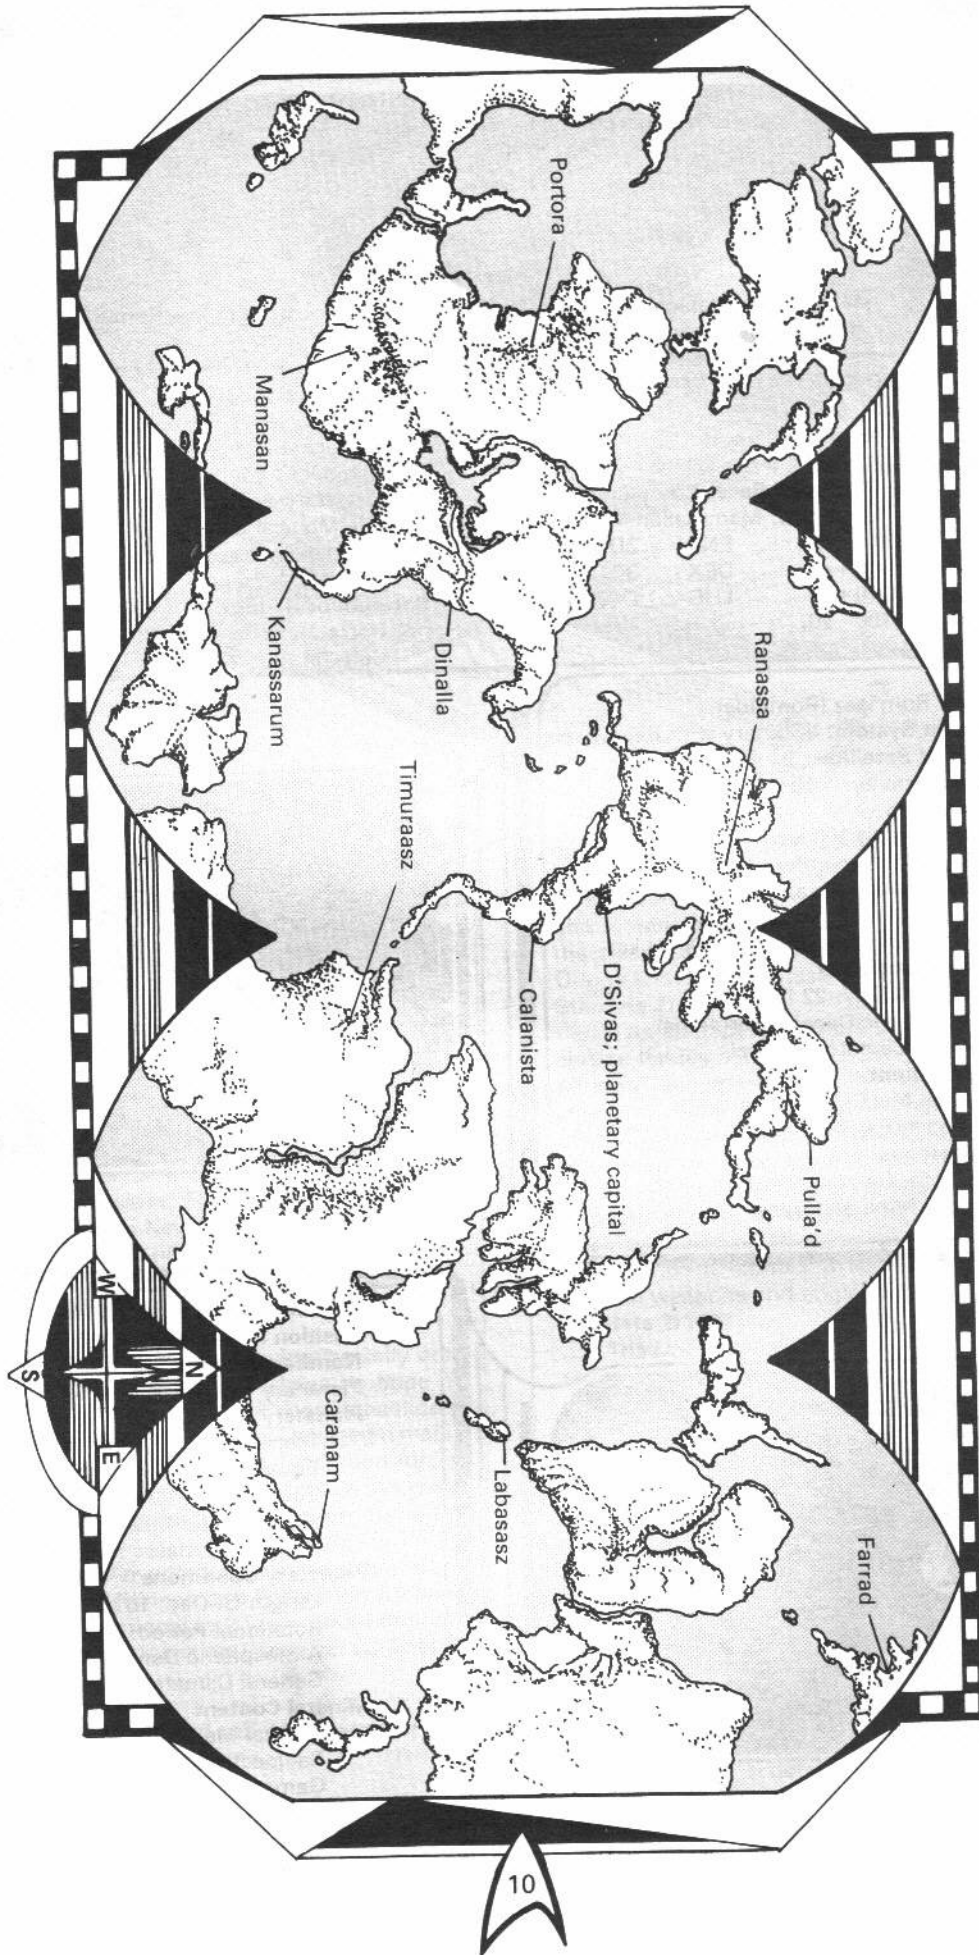 Portora
Manasan
Kanassarum
Dinalla
Ranassa
Timuraasz
Calanista
D'Sivas; planetary capital
Pulla'd
Caranam
Labasasz
Farrad
W
N
S
E
10